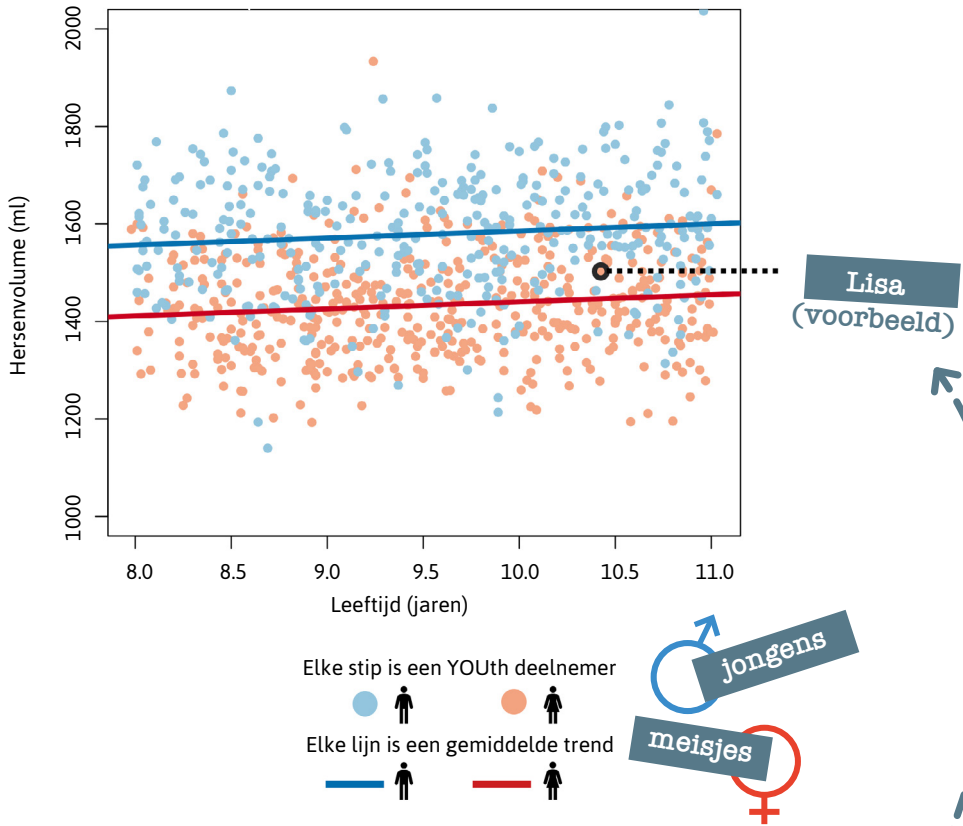 2000
1800
1600
1400
1200
1000
Hersenvolume (ml)
8.0 8.5 9.0 9.5 10.0 10.5 11.0
Leeftijd (jaren)
Lisa
(voorbeeld)
Elke stip is een YOUth deelnemer
Elke lijn is een gemiddelde trend
jongens
meisjes